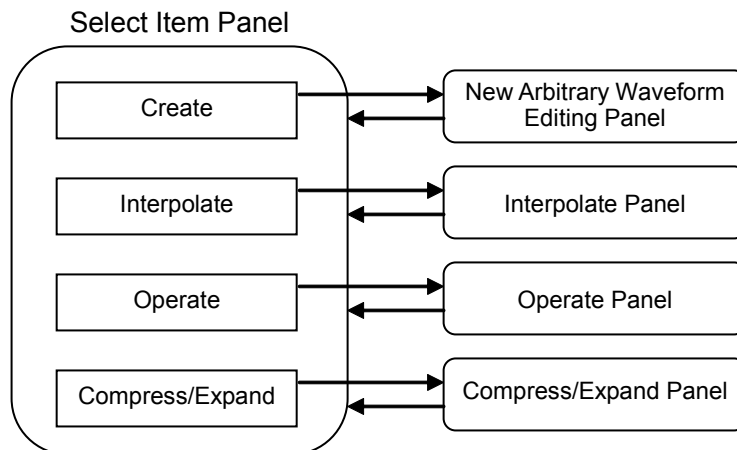 Select Item Panel
Create
New Arbitrary Waveform
Editing Panel
Interpolate
Interpolate Panel
Operate
Operate Panel
Compress/Expand
Compress/Expand Panel